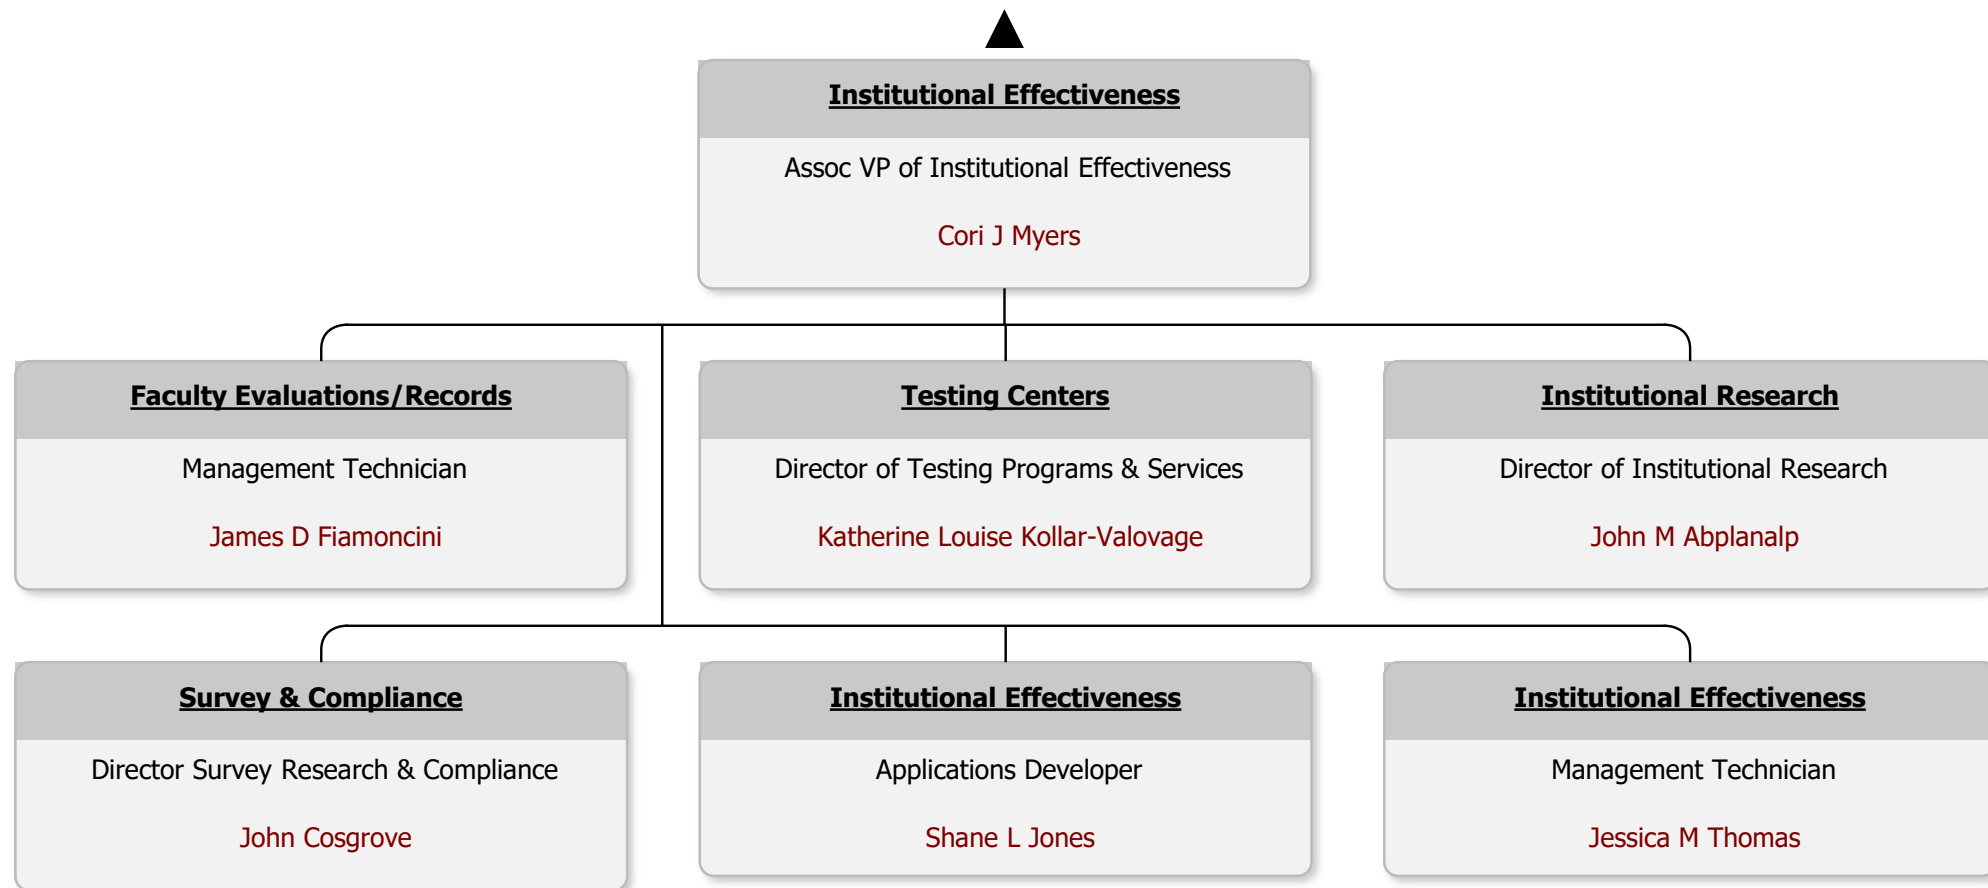 Institutional Effectiveness
Assoc VP of Institutional Effectiveness
Cori J Myers
Faculty Evaluations/Records
Management Technician
James D Fiamoncini
Testing Centers
Director of Testing Programs & Services
Katherine Louise Kollar-Valovage
Institutional Research
Director of Institutional Research
John M Abplanalp
Survey & Compliance
Director Survey Research & Compliance
John Cosgrove
Institutional Effectiveness
Applications Developer
Shane L Jones
Institutional Effectiveness
Management Technician
Jessica M Thomas